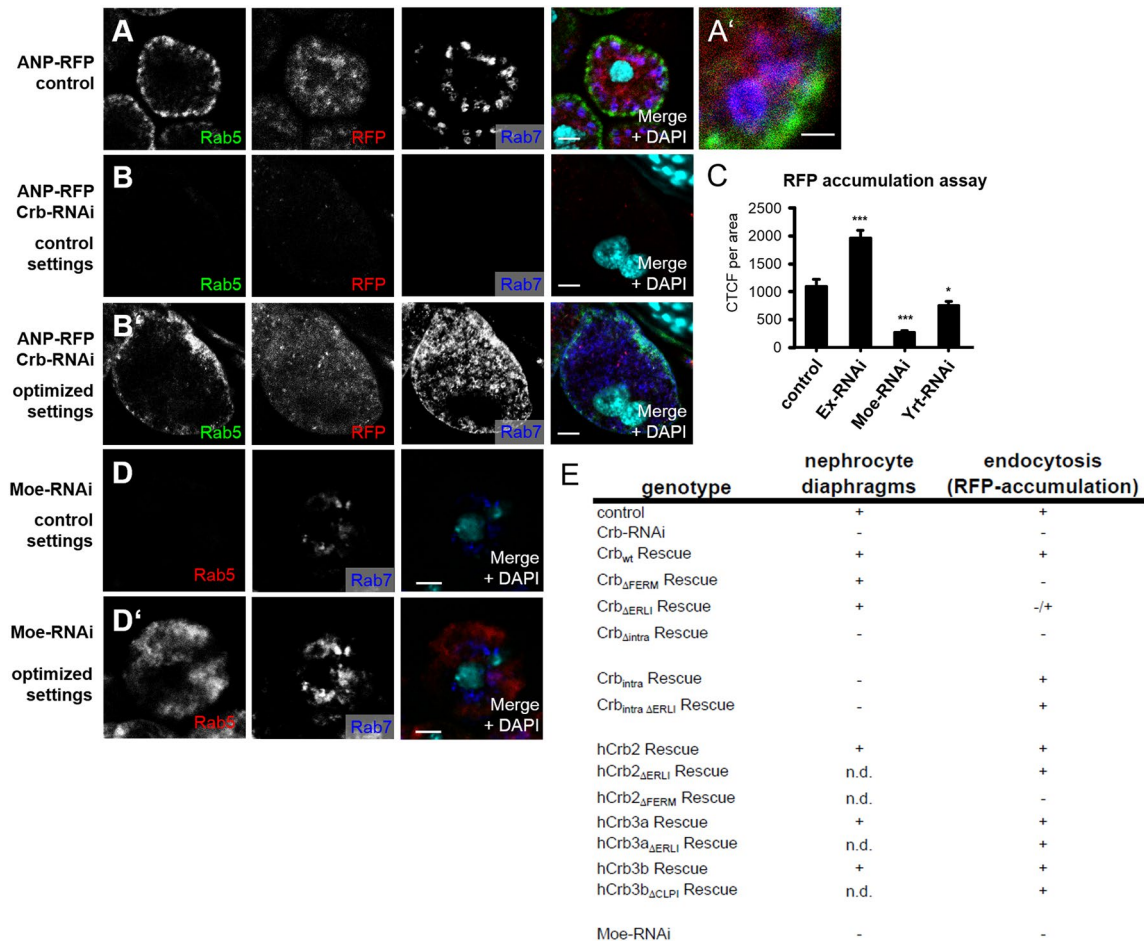 A
A'
ANP-RFP
control
Rab5
RFP
Rab7
Merge
+ DAPI
B
ANP-RFP
Crb-RNAi
control
settings
Rab5
RFP
Rab7
Merge
+ DAPI
B'
ANP-RFP
Crb-RNAi
optimized
settings
Rab5
RFP
Rab7
Merge
+ DAPI
C
RFP accumulation assay
CTCF per area
2500
2000
1500
1000
500
0
***
***
*
control
Ex-RNAi
Moe-RNAi
Yrt-RNAi
D
Moe-RNAi
control
settings
Rab5
Rab7
Merge
+ DAPI
D'
Moe-RNAi
optimized
settings
Rab5
Rab7
Merge
+ DAPI
E
genotype nephrocyte diaphragms endocytosis (RFP-accumulation)
control + +
Crb-RNAi - -
Crbwt Rescue + +
CrbΔFERM Rescue + -
CrbΔERLI Rescue + -/+
CrbΔintra Rescue - -
Crbintra Rescue - +
Crbintra ΔERLI Rescue - +
hCrb2 Rescue + +
hCrb2ΔERLI Rescue n.d. +
hCrb2ΔFERM Rescue n.d. -
hCrb3a Rescue + +
hCrb3aΔERLI Rescue n.d. +
hCrb3b Rescue + +
hCrb3bΔCLPI Rescue n.d. +
Moe-RNAi - -